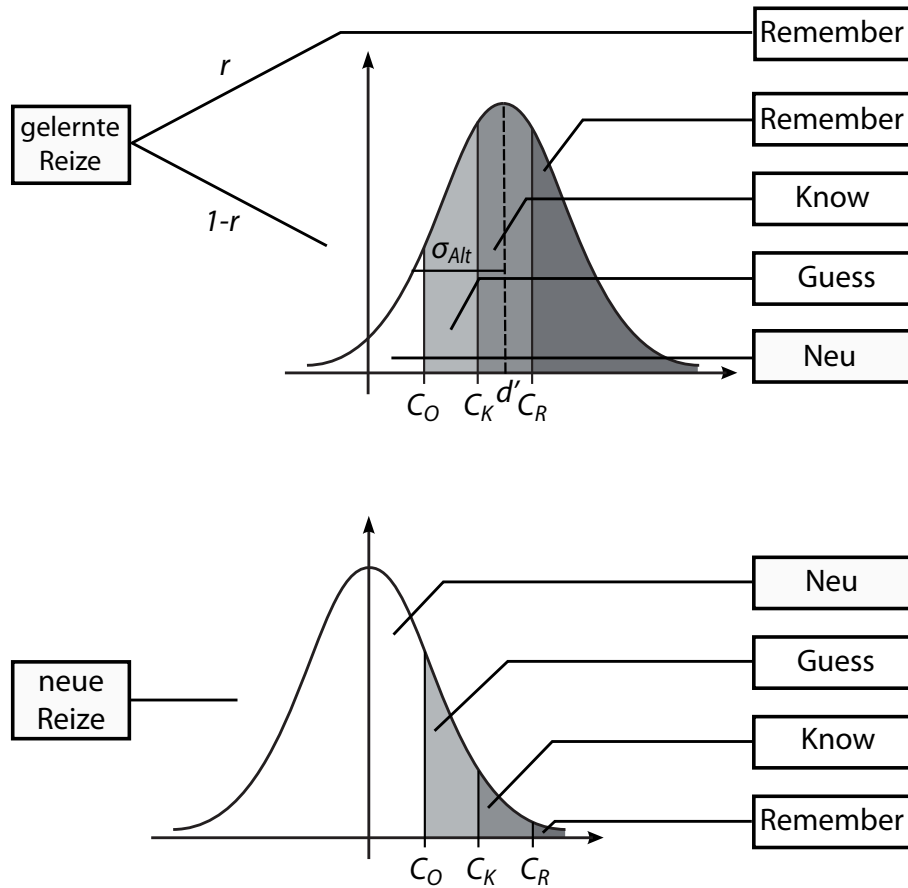 Remember
r
gelernte
Reize
1-r
Remember
Know
σAlt
Guess
Neu
CO CK d' CR
Neu
Guess
neue
Reize
Know
Remember
CO CK CR